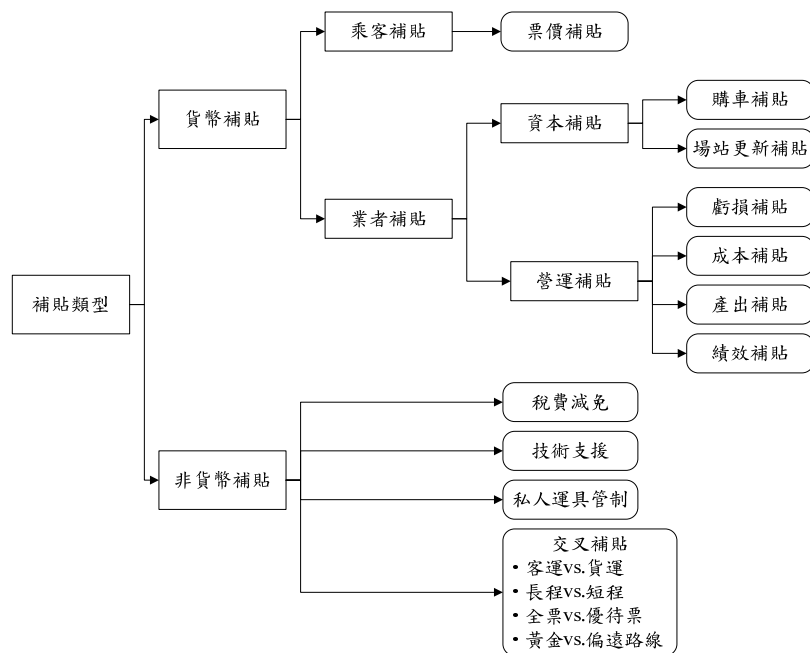 乘客補貼
票價補貼
貨幣補貼
資本補貼
購車補貼
場站更新補貼
業者補貼
虧損補貼
成本補貼
營運補貼
產出補貼
績效補貼
補貼類型
稅費減免
技術支援
非貨幣補貼
私人運具管制
交叉補貼
• 客運vs.貨運
• 長程vs.短程
• 全票vs.優待票
• 黃金vs.偏遠路線